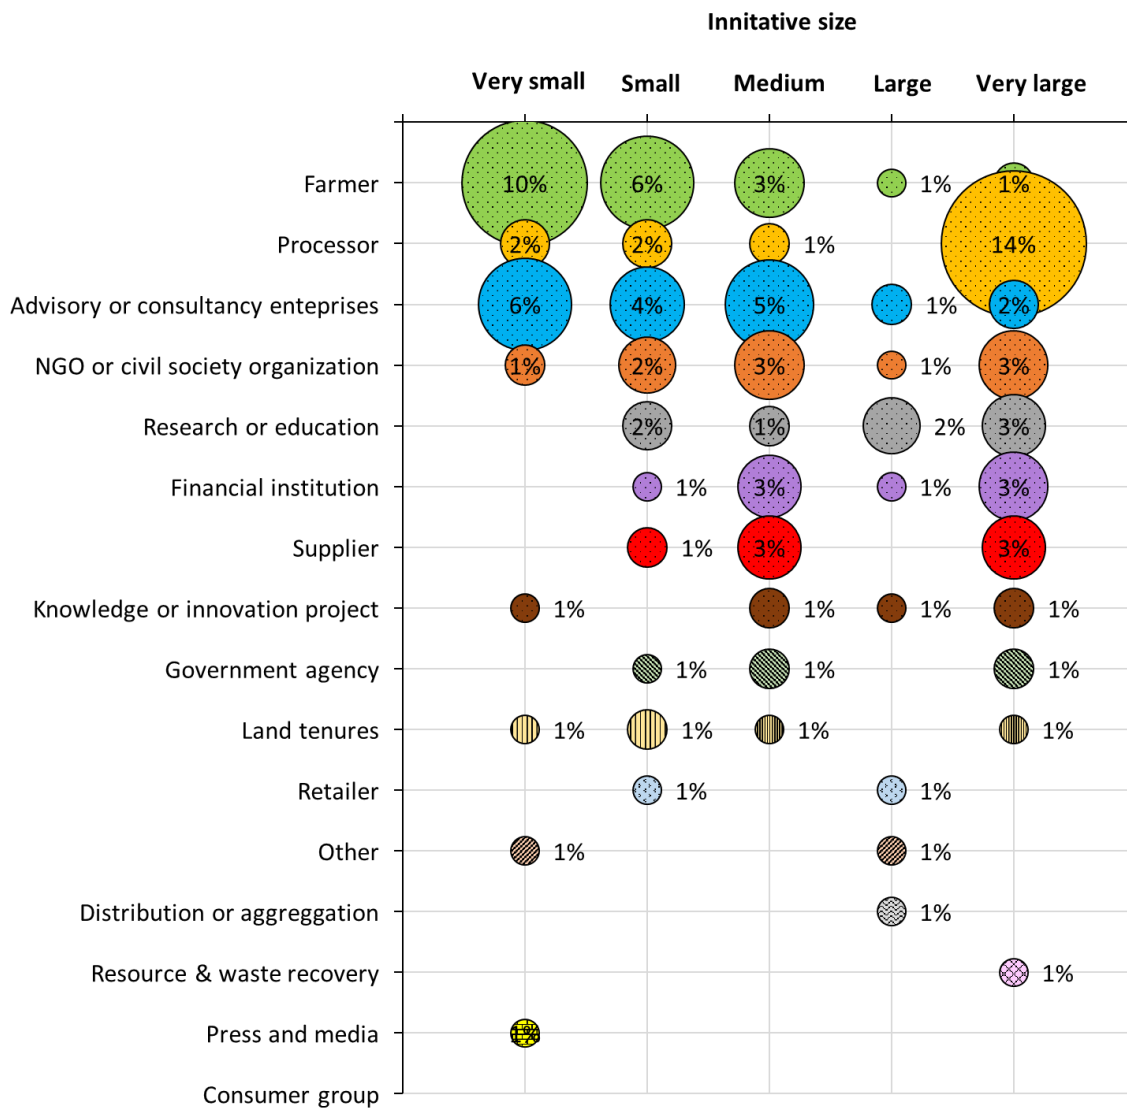 Innitative size
Very small Small Medium Large Very large
Farmer 10% 6% 3% 1% 1%
Processor 2% 2% 1% 14%
Advisory or consultancy enteprises 6% 4% 5% 1% 2%
NGO or civil society organization 1% 2% 3% 1% 3%
Research or education 2% 1% 2% 3%
Financial institution 1% 3% 1% 3%
Supplier 1% 3% 3%
Knowledge or innovation project 1% 1% 1% 1%
Government agency 1% 1% 1%
Land tenures 1% 1% 1% 1%
Retailer 1% 1%
Other 1% 1%
Distribution or aggreggation 1%
Resource & waste recovery 1%
Press and media 1%
Consumer group